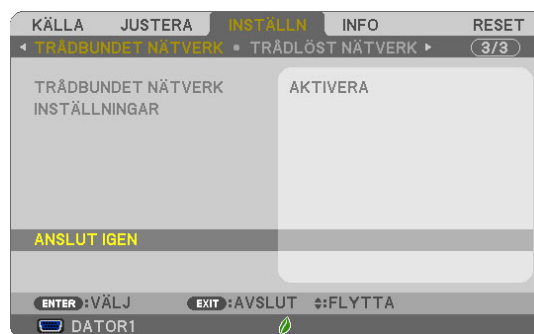 KÄLLA JUSTERA INSTÄLLN INFO RESET
◀ TRÅDBUNDET NÄTVERK • TRÅDLÖST NÄTVERK ▶ 3/3
TRÅDBUNDET NÄTVERK AKTIVERA
INSTÄLLNINGAR
ANSLUT IGEN
ENTER :VÄLJ EXIT :AVSLUT ⬍:FLYTTA
DATOR1